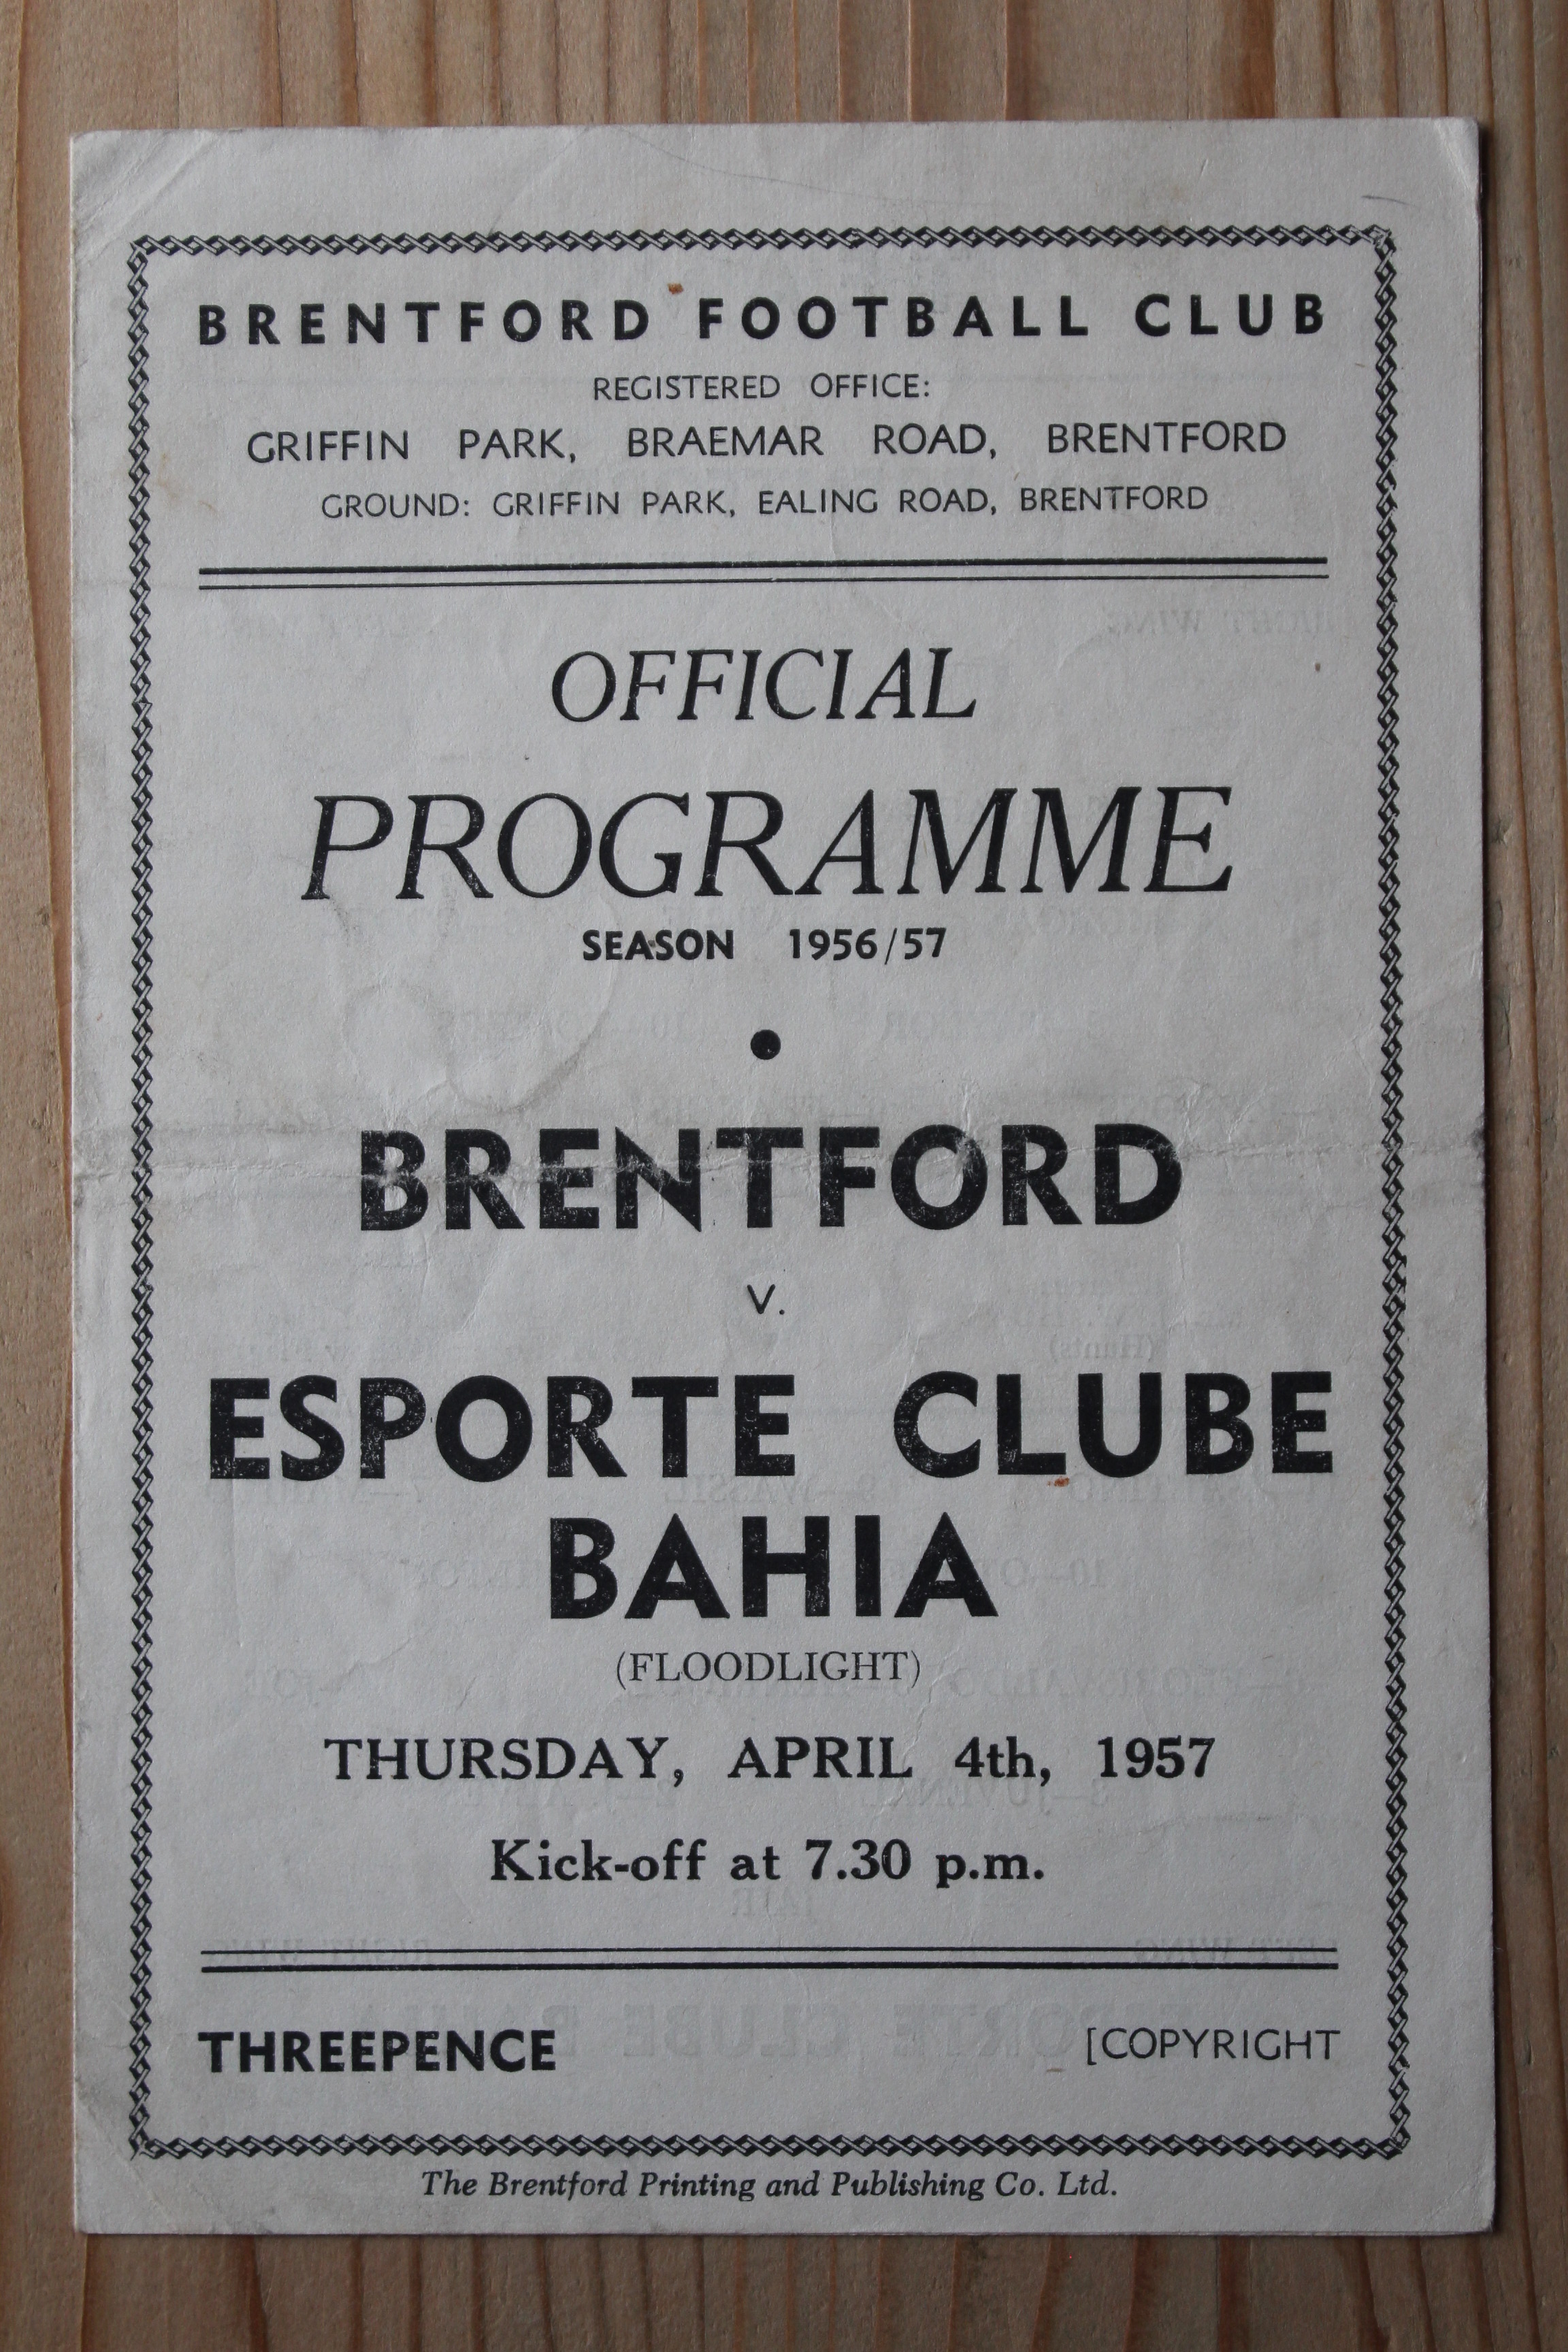 BRENTFORD FOOTBALL CLUB
REGISTERED OFFICE:
GRIFFIN PARK, BRAEMAR ROAD, BRENTFORD
GROUND: GRIFFIN PARK, EALING ROAD, BRENTFORD
OFFICIAL
PROGRAMME
SEASON 1956/57
BRENTFORD
v.
ESPORTE CLUBE
BAHIA
(FLOODLIGHT)
THURSDAY, APRIL 4th, 1957
Kick-off at 7.30 p.m.
THREEPENCE [COPYRIGHT
The Brentford Printing and Publishing Co. Ltd.